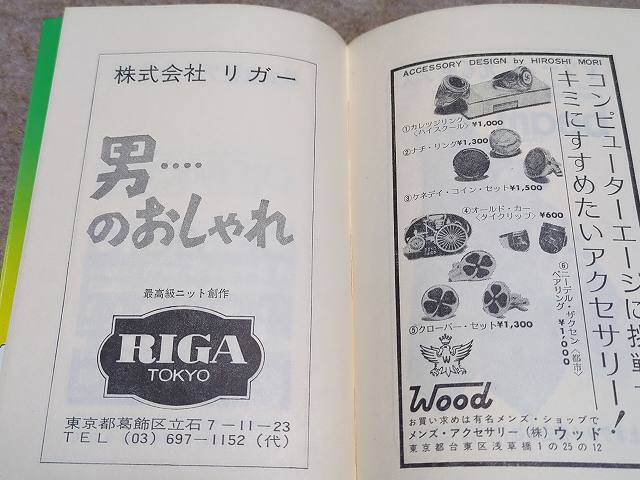 株式会社 リガー
男‥‥
のおしゃれ
最高級ニット創作
RIGA
TOKYO
東京都葛飾区立石7-11-23
TEL (03) 697-1152 (代)
ACCESSORY DESIGN by HIROSHI MORI
コンピューターエージに挑戦
キミにすすめたいアクセサリー!
①カレッジリング
〈ハイスクール〉¥1,000
②ナチ・リング¥1,300
③ケネデイ・コイン・セット¥1,500
④オールド・カー
〈タイクリップ〉 ¥600
⑥ニーデル・ザクセン〈都市〉
ペアリング ¥1,000
⑤クローバー・セット¥1,300
W
Wood
お買い求めは有名メンズ・ショップで
メンズ・アクセサリー(株)ウッド
東京都台東区浅草橋1の25の12